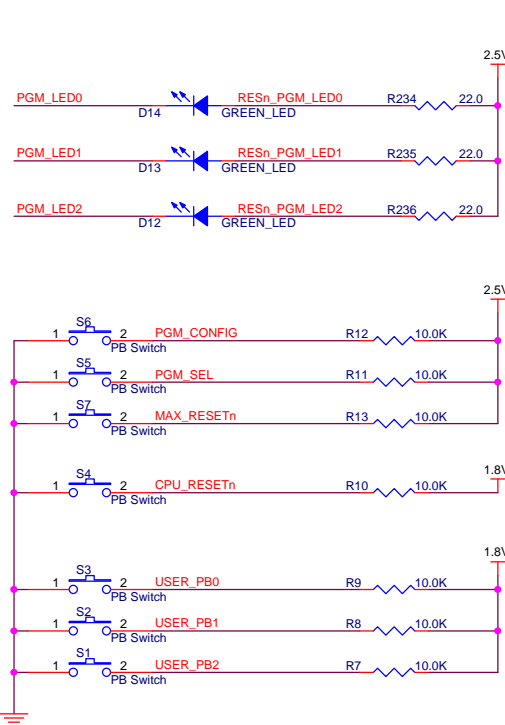 2.5V
PGM_LED0 D14 RESn_PGM_LED0 GREEN_LED R234 22.0
PGM_LED1 D13 RESn_PGM_LED1 GREEN_LED R235 22.0
PGM_LED2 D12 RESn_PGM_LED2 GREEN_LED R236 22.0
2.5V
S6 1 2 PB Switch PGM_CONFIG R12 10.0K
S5 1 2 PB Switch PGM_SEL R11 10.0K
S7 1 2 PB Switch MAX_RESETn R13 10.0K
1.8V
S4 1 2 PB Switch CPU_RESETn R10 10.0K
1.8V
S3 1 2 PB Switch USER_PB0 R9 10.0K
S2 1 2 PB Switch USER_PB1 R8 10.0K
S1 1 2 PB Switch USER_PB2 R7 10.0K